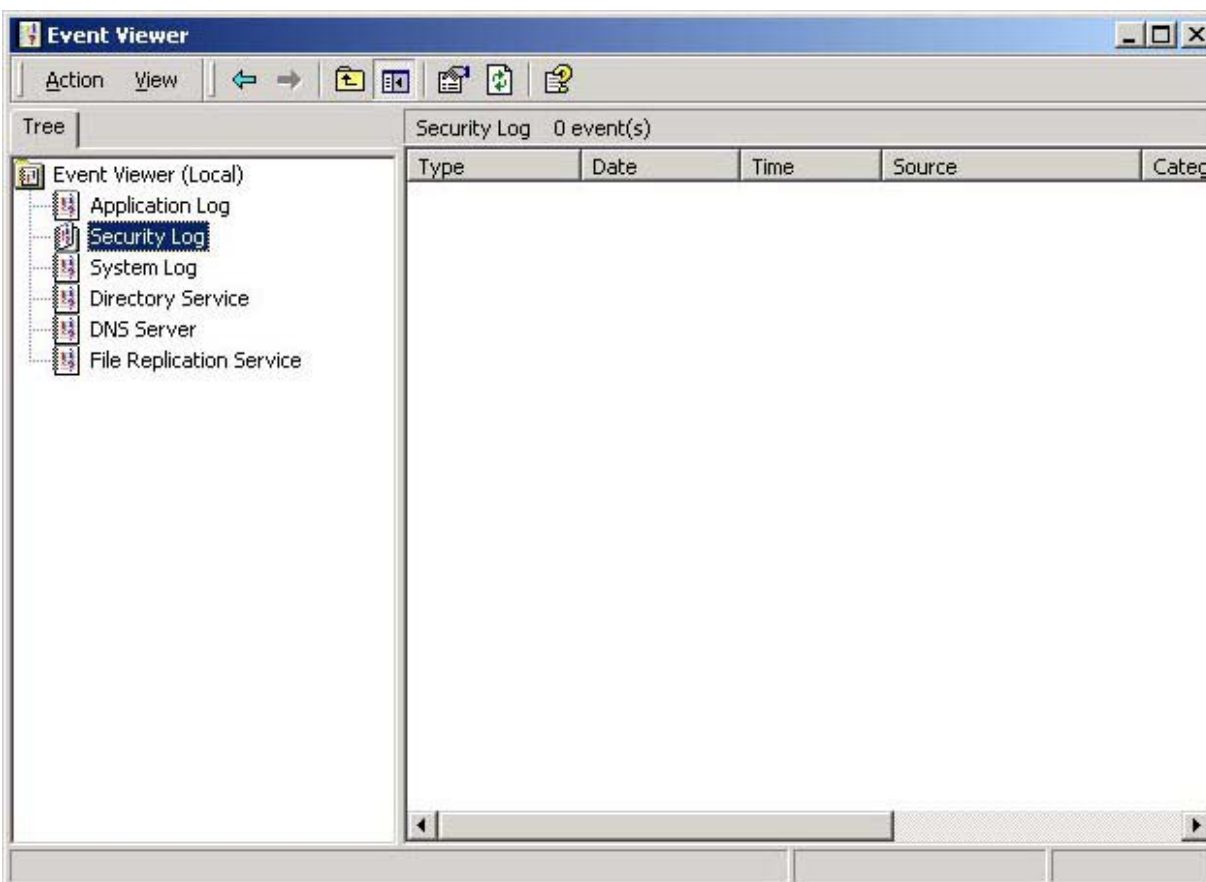 Event Viewer
Action View
Tree
Security Log 0 event(s)
Type Date Time Source Categ
Event Viewer (Local)
Application Log
Security Log
System Log
Directory Service
DNS Server
File Replication Service